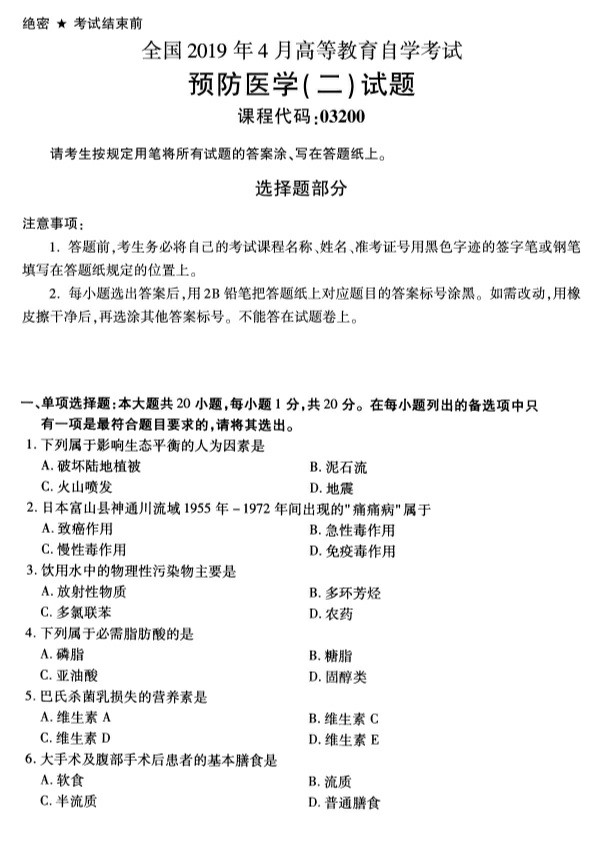 绝密 ★ 考试结束前
全国 2019 年 4 月高等教育自学考试
预防医学(二)试题
课程代码:03200
请考生按规定用笔将所有试题的答案涂、写在答题纸上。
选择题部分
注意事项:
1. 答题前,考生务必将自己的考试课程名称、姓名、准考证号用黑色字迹的签字笔或钢笔
填写在答题纸规定的位置上。
2. 每小题选出答案后,用 2B 铅笔把答题纸上对应题目的答案标号涂黑。如需改动,用橡
皮擦干净后,再选涂其他答案标号。不能答在试题卷上。
一、单项选择题:本大题共 20 小题,每小题 1 分,共 20 分。在每小题列出的备选项中只
有一项是最符合题目要求的,请将其选出。
1. 下列属于影响生态平衡的人为因素是
A. 破坏陆地植被 B. 泥石流
C. 火山喷发 D. 地震
2. 日本富山县神通川流域 1955 年－1972 年间出现的"痛痛病"属于
A. 致癌作用 B. 急性毒作用
C. 慢性毒作用 D. 免疫毒作用
3. 饮用水中的物理性污染物主要是
A. 放射性物质 B. 多环芳烃
C. 多氯联苯 D. 农药
4. 下列属于必需脂肪酸的是
A. 磷脂 B. 糖脂
C. 亚油酸 D. 固醇类
5. 巴氏杀菌乳损失的营养素是
A. 维生素 A B. 维生素 C
C. 维生素 D D. 维生素 E
6. 大手术及腹部手术后患者的基本膳食是
A. 软食 B. 流质
C. 半流质 D. 普通膳食